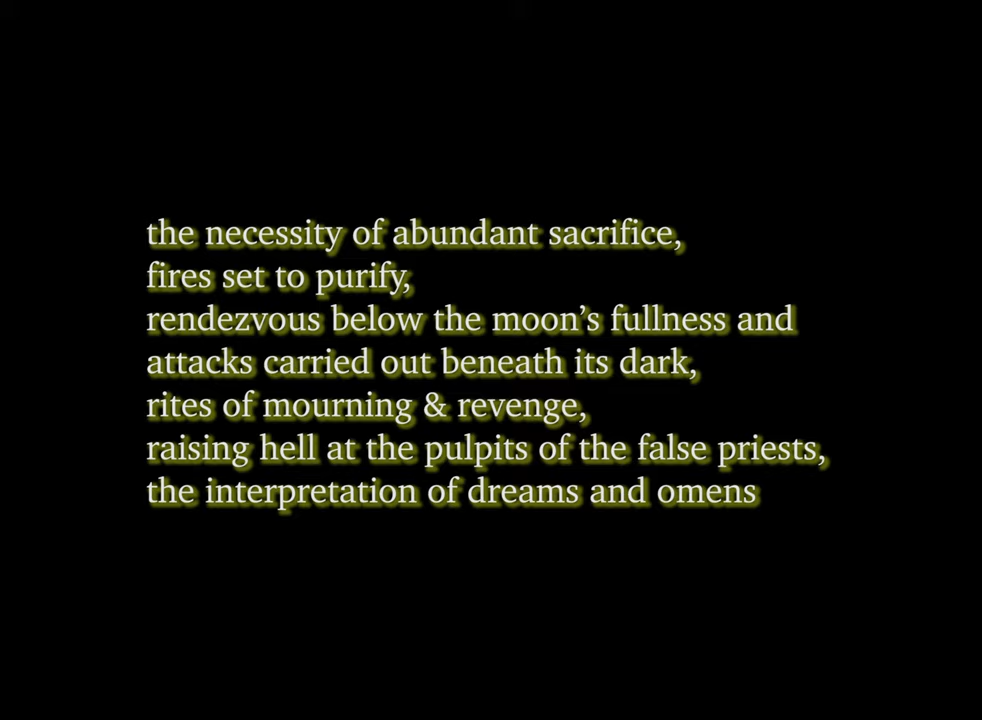 the necessity of abundant sacrifice,
fires set to purify,
rendezvous below the moon’s fullness and
attacks carried out beneath its dark,
rites of mourning & revenge,
raising hell at the pulpits of the false priests,
the interpretation of dreams and omens